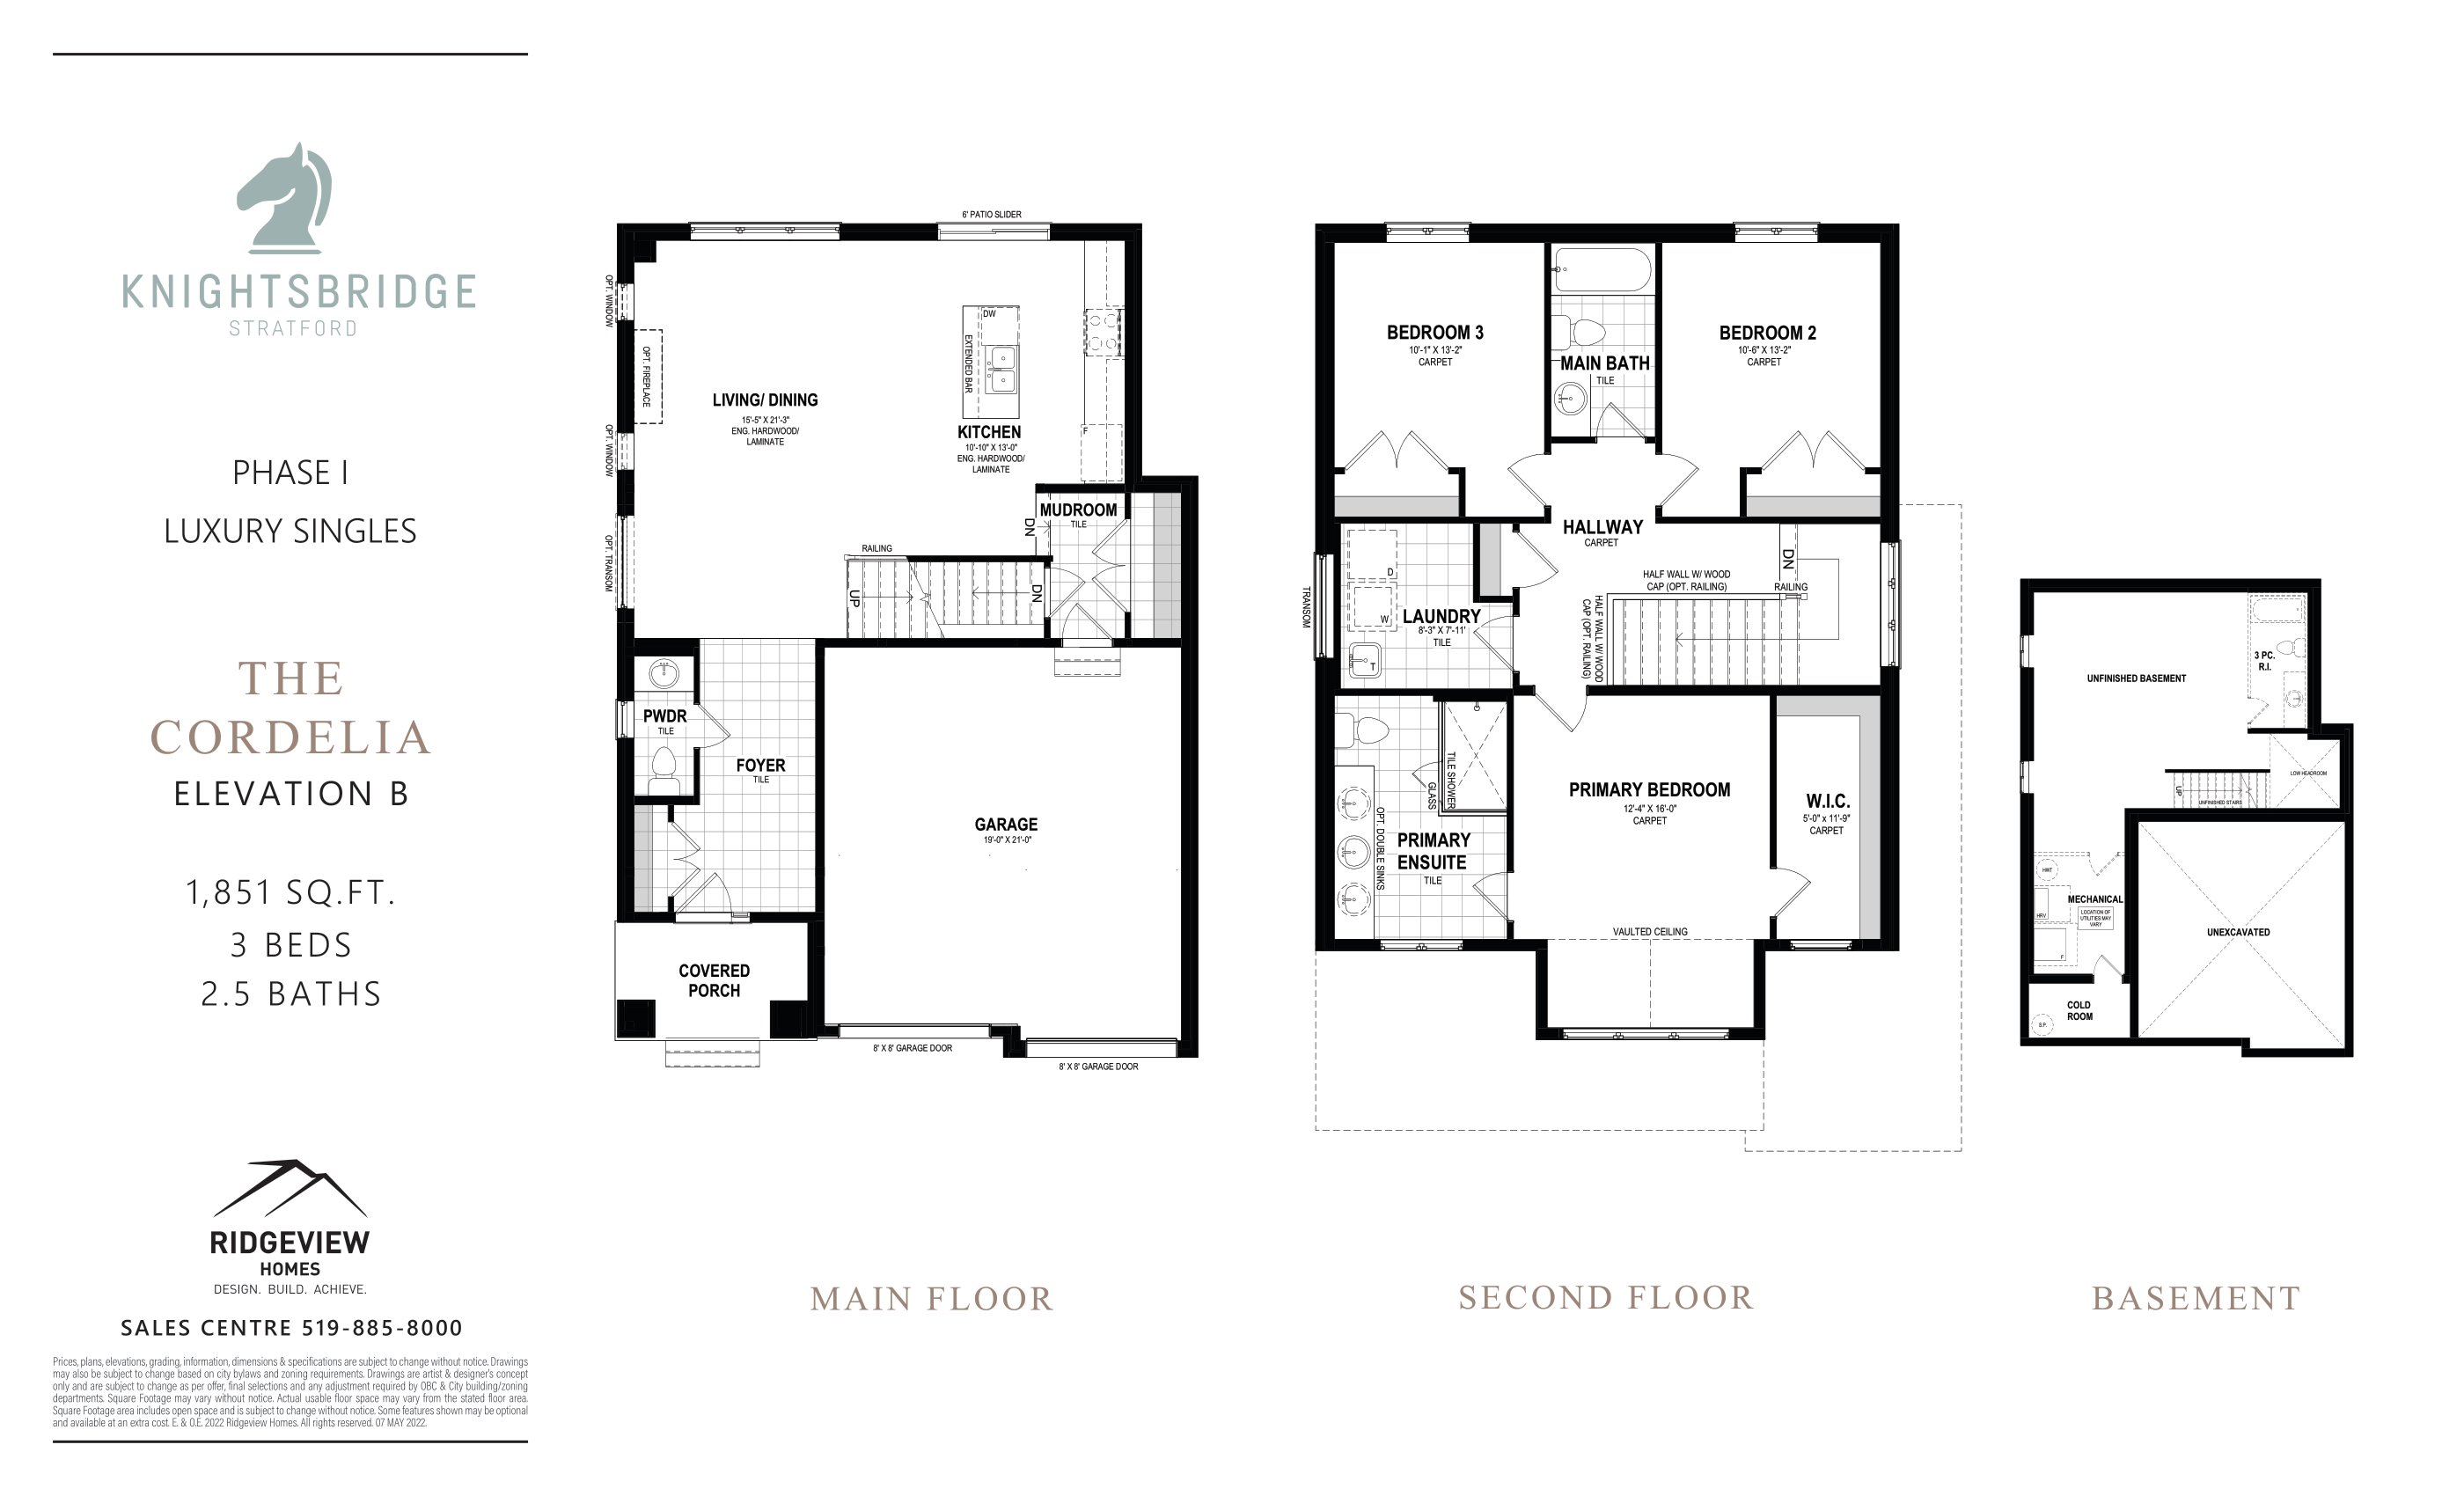 KNIGHTSBRIDGE
STRATFORD
PHASE I
LUXURY SINGLES
THE
CORDELIA
ELEVATION B
1,851 SQ.FT.
3 BEDS
2.5 BATHS
RIDGEVIEW
HOMES
DESIGN. BUILD. ACHIEVE.
SALES CENTRE 519-885-8000
Prices, plans, elevations, grading, information, dimensions & specifications are subject to change without notice. Drawings
may also be subject to change based on city bylaws and zoning requirements. Drawings are artist & designer's concept
only and are subject to change as per offer, final selections and any adjustment required by OBC & City building/zoning
departments. Square Footage may vary without notice. Actual usable floor space may vary from the stated floor area.
Square Footage area includes open space and is subject to change without notice. Some features shown may be optional
and available at an extra cost. E. & O.E. 2022 Ridgeview Homes. All rights reserved. 07 MAY 2022.
6' PATIO SLIDER
OPT. WINDOW
OPT. FIREPLACE
OPT. WINDOW
OPT. TRANSOM
DW
EXTENDED BAR
LIVING/ DINING
15'-5" X 21'-3"
ENG. HARDWOOD/
LAMINATE
KITCHEN
10'-10" X 13'-0"
ENG. HARDWOOD/
LAMINATE
F
MUDROOM
TILE
DN
RAILING
UP
DN
PWDR
TILE
FOYER
TILE
GARAGE
19'-0" X 21'-0"
COVERED
PORCH
8' X 8' GARAGE DOOR
8' X 8' GARAGE DOOR
MAIN FLOOR
BEDROOM 3
10'-1" X 13'-2"
CARPET
MAIN BATH
TILE
BEDROOM 2
10'-6" X 13'-2"
CARPET
HALLWAY
CARPET
DN
HALF WALL W/ WOOD
CAP (OPT. RAILING)
RAILING
HALF WALL W/ WOOD
CAP (OPT. RAILING)
TRANSOM
D
W
LAUNDRY
8'-3" X 7'-11'
TILE
T
TILE SHOWER
GLASS
OPT. DOUBLE SINKS
PRIMARY
ENSUITE
TILE
PRIMARY BEDROOM
12'-4" X 16'-0"
CARPET
W.I.C.
5'-0" x 11'-9"
CARPET
VAULTED CEILING
SECOND FLOOR
3 PC.
R.I.
UNFINISHED BASEMENT
LOW HEADROOM
UP
UNFINISHED STAIRS
HWT
MECHANICAL
LOCATION OF
UTILITIES MAY
VARY
HRV
F
UNEXCAVATED
COLD
ROOM
S.P.
BASEMENT